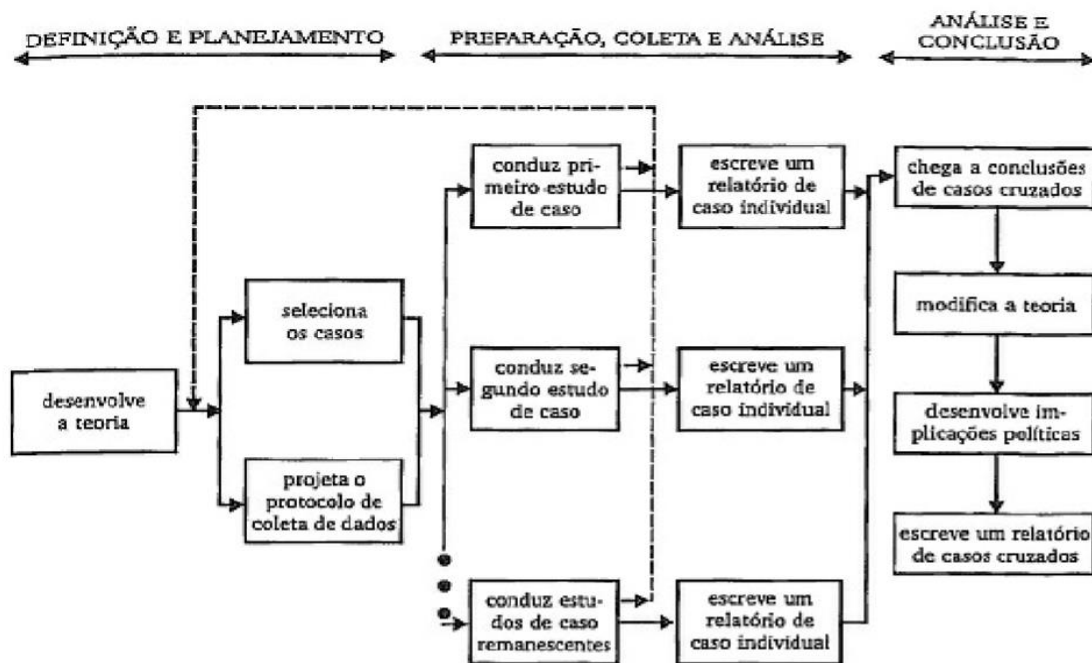 DEFINIÇÃO E PLANEJAMENTO
PREPARAÇÃO, COLETA E ANÁLISE
ANÁLISE E
CONCLUSÃO
desenvolve
a teoria
seleciona
os casos
projeta o
protocolo de
coleta de dados
conduz pri-
meiro estudo
de caso
escreve um
relatório de
caso individual
conduz se-
gundo estudo
de caso
escreve um
relatório de
caso individual
conduz estu-
dos de caso
remanescentes
escreve um
relatório de
caso individual
chega a conclusões
de casos cruzados
modifica a teoria
desenvolve im-
plicações políticas
escreve um relatório
de casos cruzados